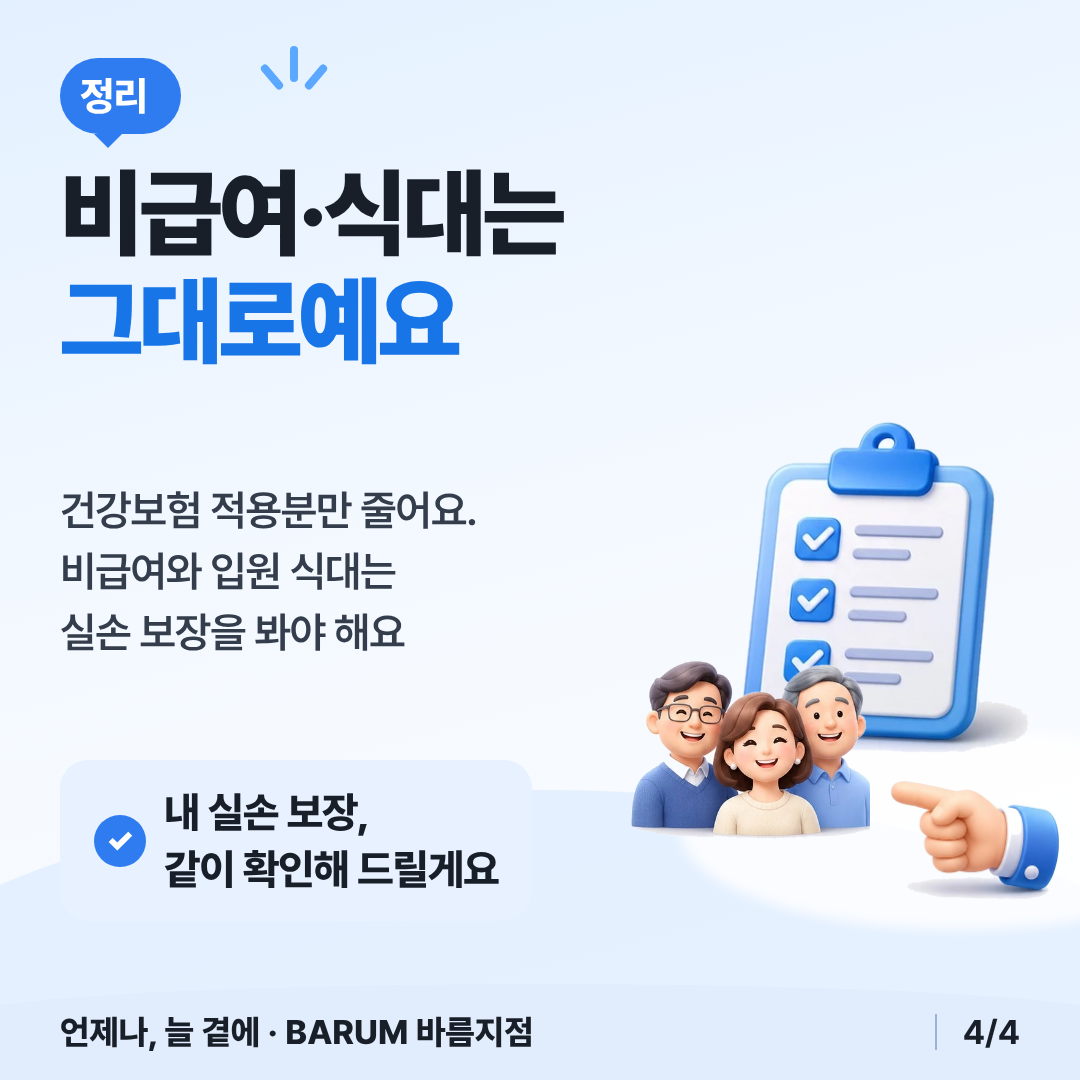 정리
비급여·식대는
그대로예요
건강보험 적용분만 줄어요.
비급여와 입원 식대는
실손 보장을 봐야 해요
내 실손 보장,
같이 확인해 드릴게요
언제나, 늘 곁에 · BARUM 바름지점
4/4